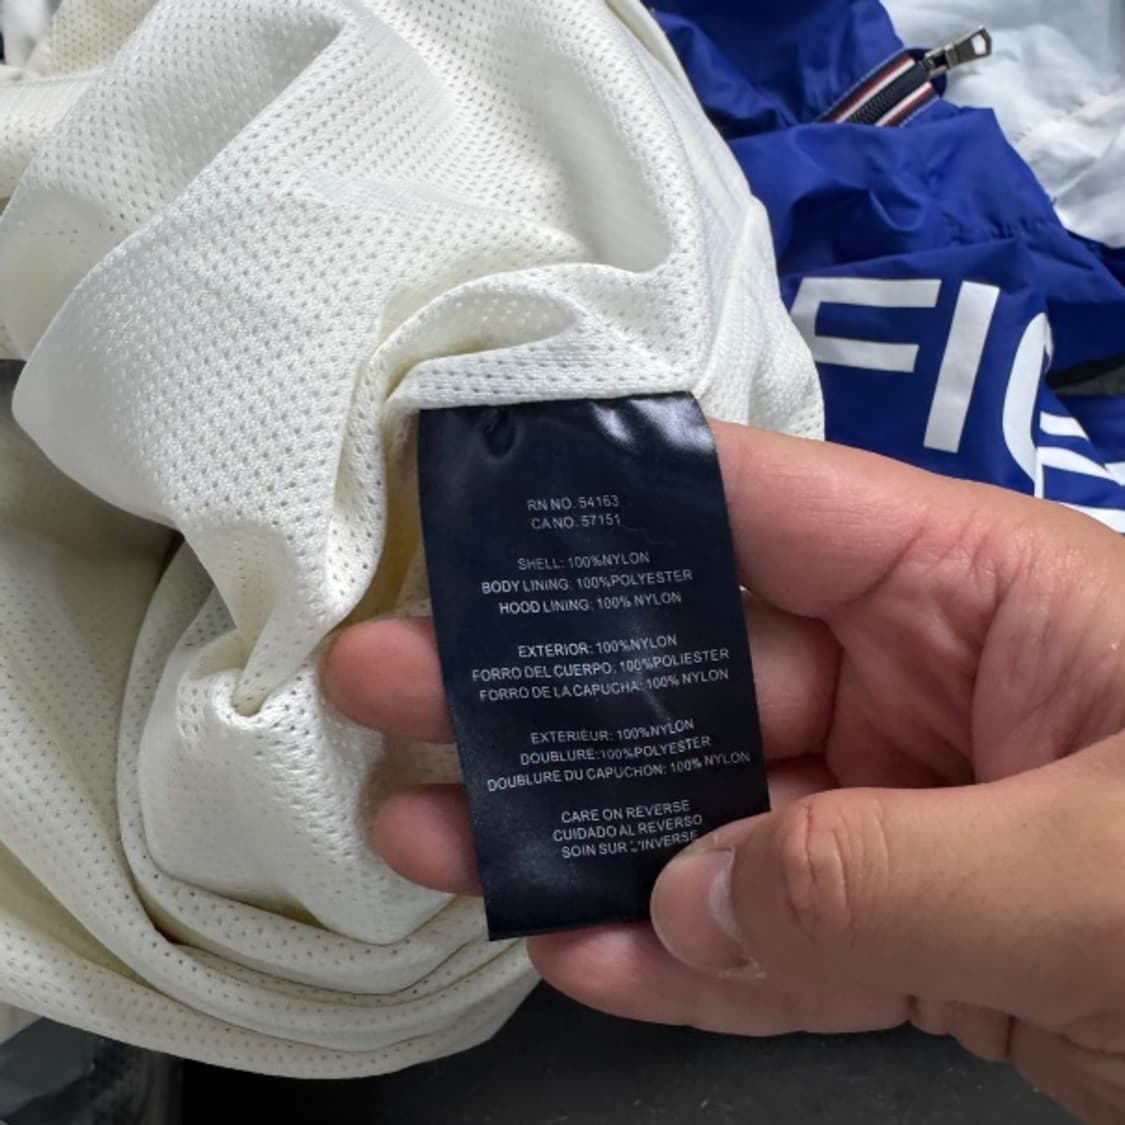 FIG
RN NO. 54163
CA NO. 57151
SHELL: 100%NYLON
BODY LINING: 100%POLYESTER
HOOD LINING: 100% NYLON
EXTERIOR: 100%NYLON
FORRO DEL CUERPO: 100%POLIESTER
FORRO DE LA CAPUCHA: 100% NYLON
EXTERIEUR: 100%NYLON
DOUBLURE:100%POLYESTER
DOUBLURE DU CAPUCHON: 100% NYLON
CARE ON REVERSE
CUIDADO AL REVERSO
SOIN SUR L'INVERSE